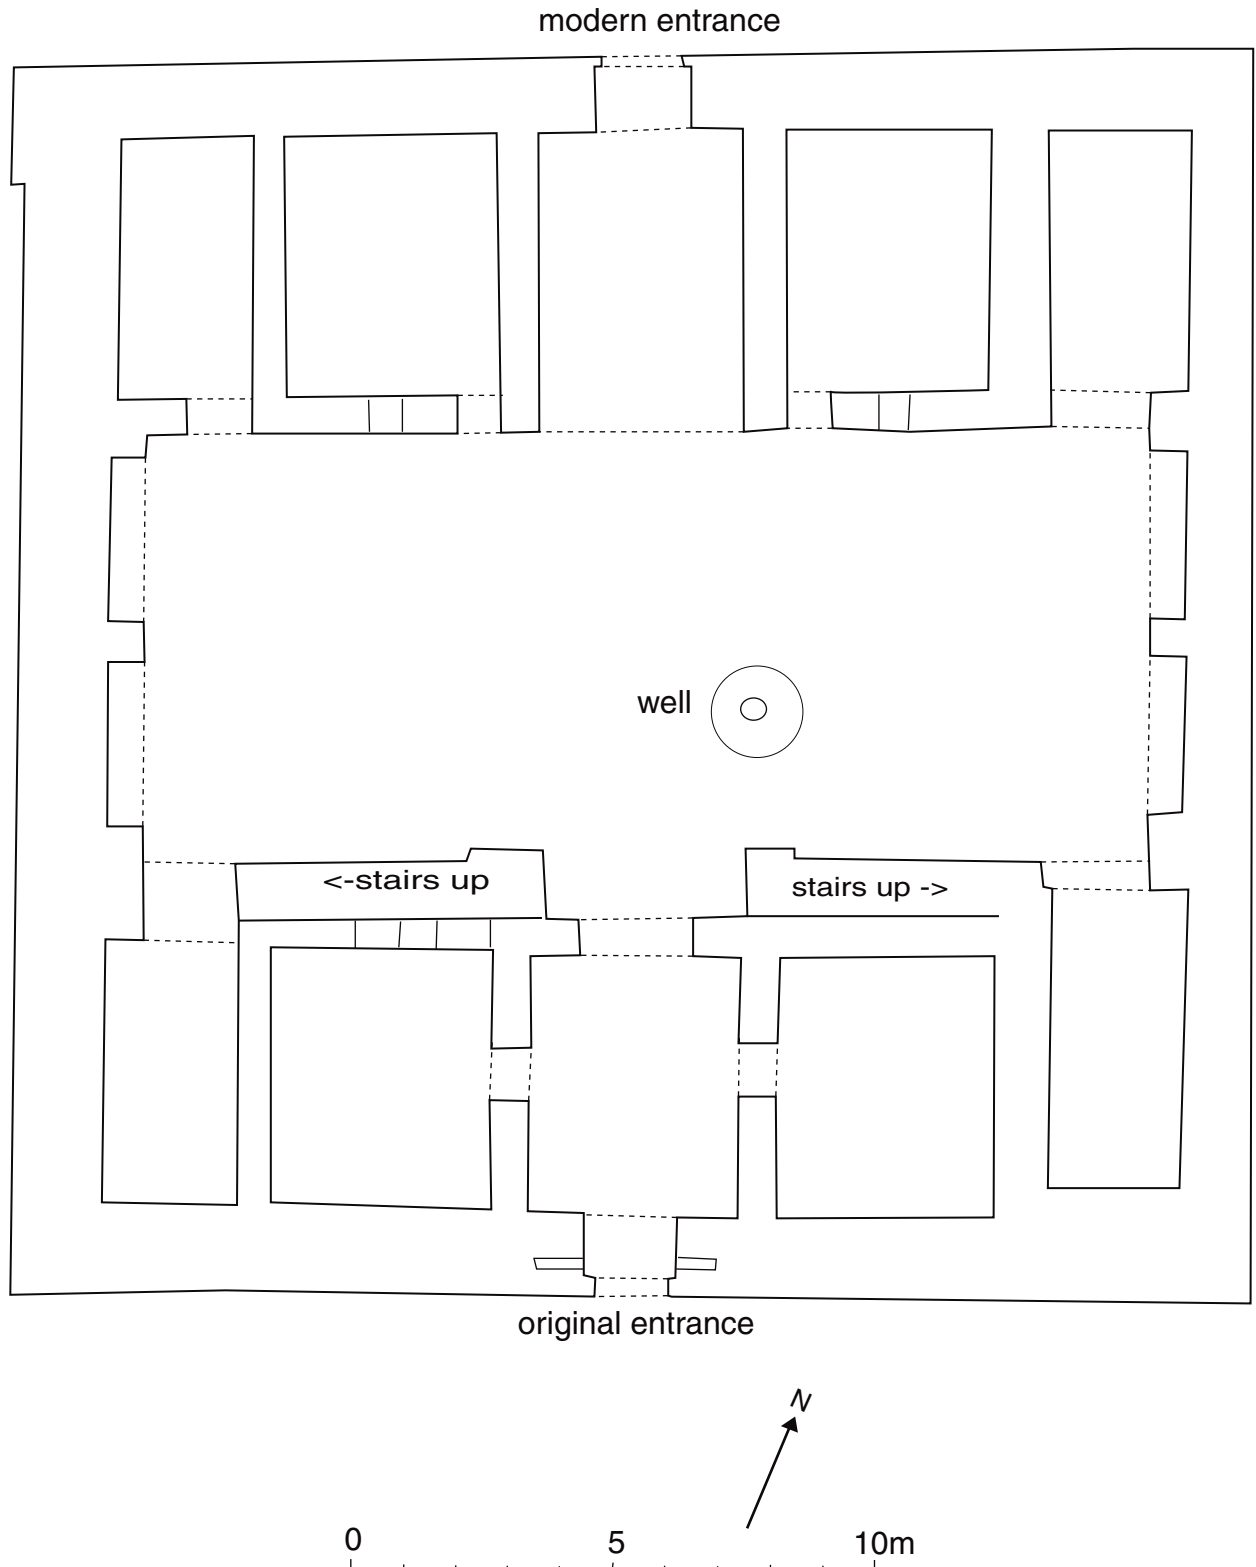 modern entrance
well
<-stairs up
stairs up ->
original entrance
N
0 5 10m